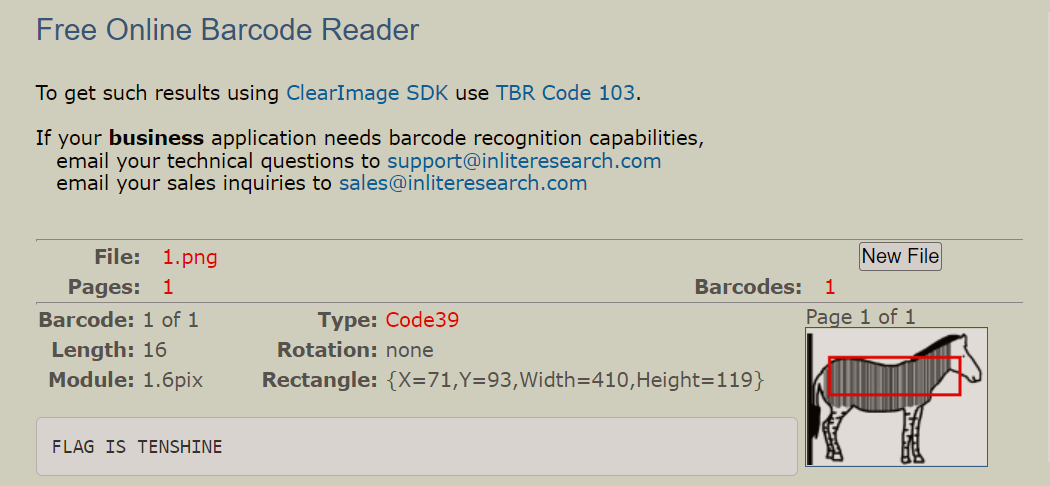 Free Online Barcode Reader
To get such results using ClearImage SDK use TBR Code 103.
If your business application needs barcode recognition capabilities,
email your technical questions to support@inliteresearch.com
email your sales inquiries to sales@inliteresearch.com
File: 1.png New File
Pages: 1 Barcodes: 1
Barcode: 1 of 1 Type: Code39 Page 1 of 1
Length: 16 Rotation: none
Module: 1.6pix Rectangle: {X=71,Y=93,Width=410,Height=119}
FLAG IS TENSHINE